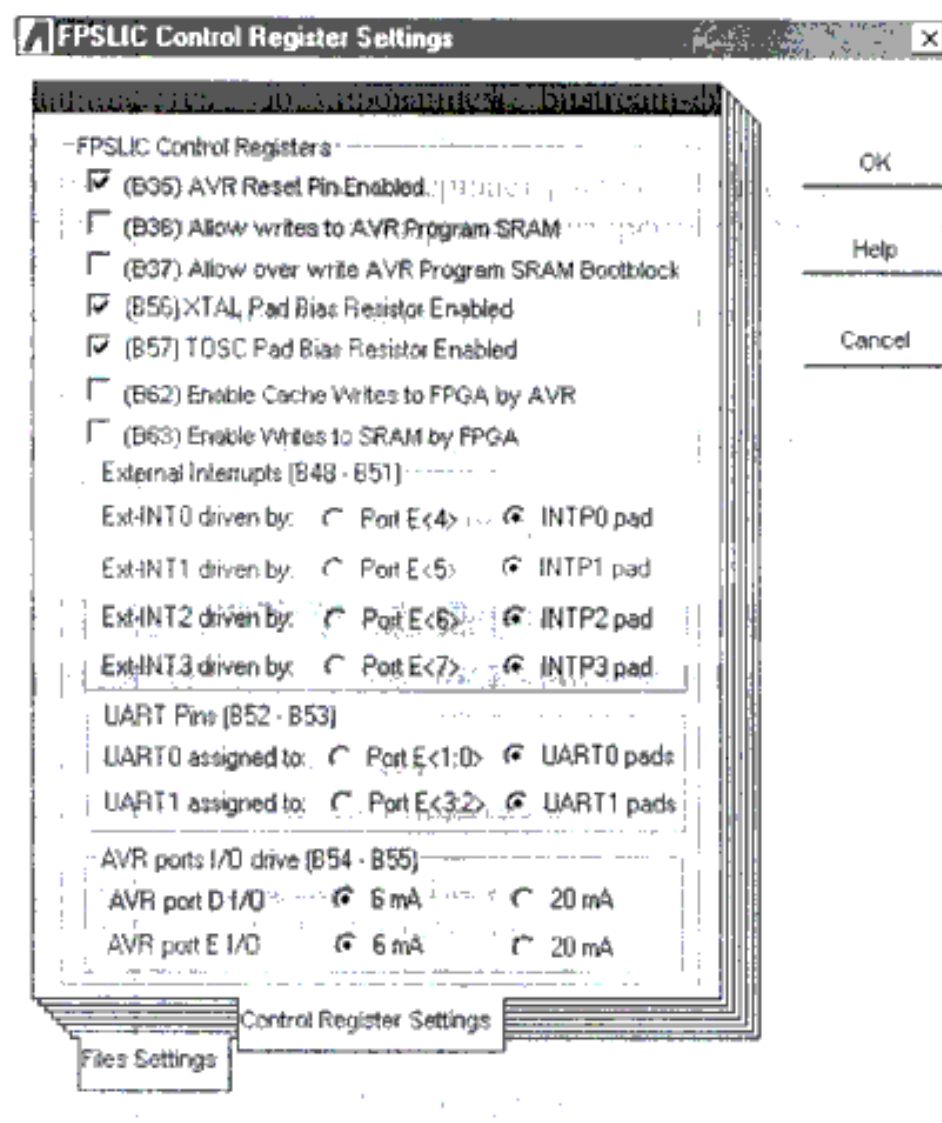 FPSLIC Control Register Settings
FPSLIC Control Registers
(B35) AVR Reset Pin Enabled
(B36) Allow writes to AVR Program SRAM
(B37) Allow over write AVR Program SRAM Bootblock
(B56) XTAL Pad Bias Resistor Enabled
(B57) TOSC Pad Bias Resistor Enabled
(B62) Enable Cache Writes to FPGA by AVR
(B63) Enable Writes to SRAM by FPGA
External Interrupts (B48 - B51)
Ext-INT0 driven by: Port E<4> INTP0 pad
Ext-INT1 driven by: Port E<5> INTP1 pad
Ext-INT2 driven by: Port E<6> INTP2 pad
Ext-INT3 driven by: Port E<7> INTP3 pad
UART Pins (B52 - B53)
UART0 assigned to: Port E<1:0> UART0 pads
UART1 assigned to: Port E<3:2> UART1 pads
AVR ports I/O drive (B54 - B55)
AVR port D I/O 6 mA 20 mA
AVR port E I/O 6 mA 20 mA
Control Register Settings
Files Settings
OK
Help
Cancel